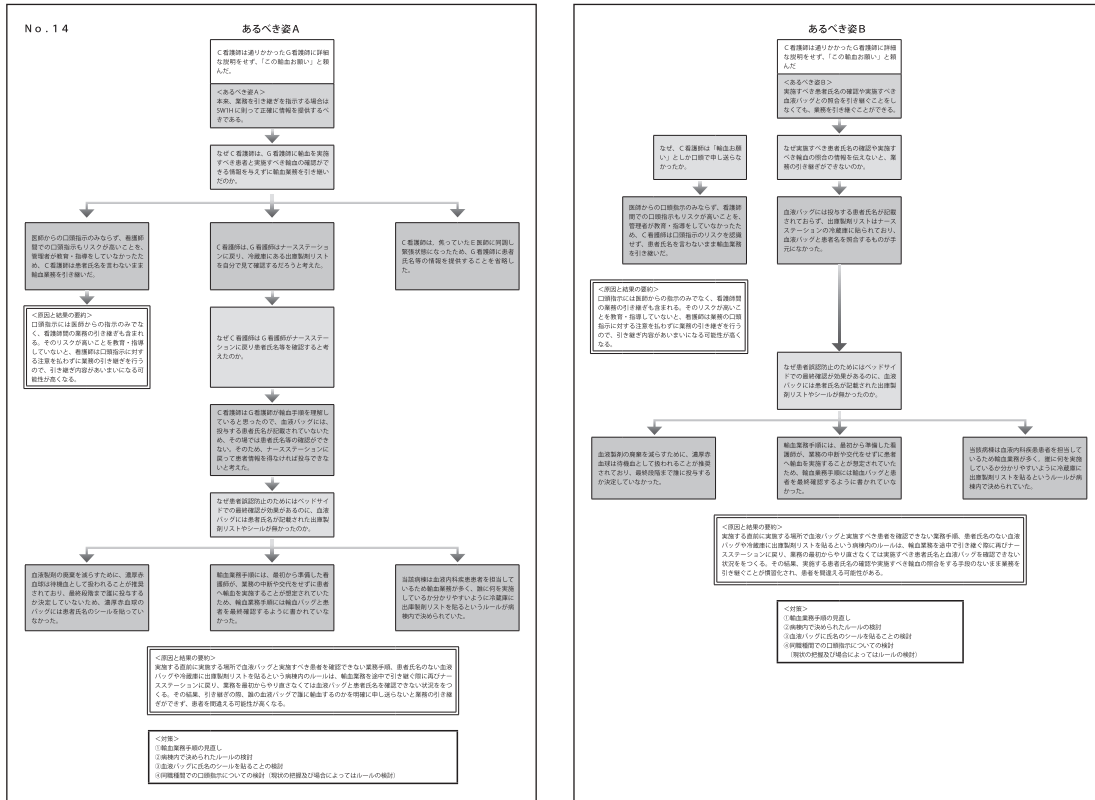 No.14
あるべき姿A
C看護師は通りかかったG看護師に詳細
な説明をせず、「この輸血お願い」と頼
んだ。
＜あるべき姿A＞
本来、業務を引き継ぎを指示する場合は
5W1Hに則って正確に情報を提供するべ
きである。
なぜC看護師は、G看護師に輸血を実施
すべき患者と実施すべき輸血の確認がで
きる情報を与えずに輸血業務を引き継い
だのか。
医師からの口頭指示のみならず、看護師
間での口頭指示もリスクが高いことを、
管理者が教育・指導をしていなかったた
め、C看護師は患者氏名を言わないまま
輸血業務を引き継いだ。
C看護師は、G看護師はナースステーショ
ンに戻り、冷蔵庫にある出庫製剤リスト
を自分で見て確認するだろうと考えた。
C看護師は、焦っていたE医師に同調し
緊張状態になったため、G看護師に患者
氏名等の情報を提供することを省略し
た。
＜原因と結果の要約＞
口頭指示には医師からの指示のみでな
く、看護師間の業務の引き継ぎも含まれ
る。そのリスクが高いことを教育・指導
していないと、看護師は口頭指示に対す
る注意を払わずに業務の引き継ぎを行う
ので、引き継ぎ内容があいまいになる可
能性が高くなる。
なぜC看護師はG看護師がナースステー
ションに戻り患者氏名等を確認すると考
えたのか。
C看護師はG看護師が輸血手順を理解し
ていると思ったので、血液バッグには、
投与する患者氏名が記載されていないた
め、その場では患者氏名等の確認ができ
ない。そのため、ナースステーションに
戻って患者情報を得なければ投与できな
いと考えた。
なぜ患者誤認防止のためにはベッドサイ
ドでの最終確認が効果があるのに、血液
バッグには患者氏名が記載された出庫製
剤リストやシールが無かったのか。
血液製剤の廃棄を減らすために、濃厚赤
血球は待機血として扱われることが推奨
されており、最終段階まで誰に投与する
か決定していないため。濃厚赤血球の
バッグには患者氏名のシールを貼ってい
なかった。
輸血業務手順には、最初から準備した看
護師が、業務の中断や交代をせずに患者
へ輸血を実施することが想定されていた
ため、輸血業務手順には輸血バッグと患
者を最終確認するように書かれていな
かった。
当該病棟は血液内科疾患患者を担当して
いるため輸血業務が多く、誰に何を実施
しているか分かりやすいように冷蔵庫に
出庫製剤リストを貼るというルールが病
棟内で決められていた。
＜原因と結果の要約＞
実施する直前に実施する場所で血液バッグと実施すべき患者を確認できない業務手順、患者氏名のない血液
バッグや冷蔵庫に出庫製剤リストを貼るという病棟内のルールは、輸血業務を途中で引き継ぐ際に再びナー
スステーションに戻り、業務を最初からやり直さなくては血液バッグと患者氏名を確認できない状況をつ
くる。その結果、引き継ぎの際、誰の血液バッグで誰に輸血するのかを明確に申し送らないと業務の引き継
ぎができず、患者を間違える可能性が高くなる。
＜対策＞
①輸血業務手順の見直し
②病棟内で決められたルールの検討
③血液バッグに氏名のシールを貼ることの検討
④同職種間での口頭指示についての検討（現状の把握及び場合によってはルールの検討）
あるべき姿B
C看護師は通りかかったG看護師に詳細
な説明をせず、「この輸血お願い」と頼
んだ。
＜あるべき姿B＞
実施すべき患者氏名の確認や実施すべき
血液バッグとの照合を引き継ぐことをし
なくても、業務を引き継ぐことができる。
なぜ、C看護師は「輸血お願
い」としか口頭で申し送らな
かったか。
なぜ実施すべき患者氏名の確認や実施す
べき輸血の照合の情報を伝えないと、業
務の引き継ぎができないのか。
医師からの口頭指示のみならず、看護師
間での口頭指示もリスクが高いことを、
管理者が教育・指導をしていなかったた
め、C看護師は口頭指示のリスクを認識
せず、患者氏名を言わないまま輸血業務
を引き継いだ。
血液バッグには投与する患者氏名が記載
されておらず、出庫製剤リストはナース
ステーションの冷蔵庫に貼られており、
血液バッグと患者名を照合するものが手
元になかった。
＜原因と結果の要約＞
口頭指示には医師からの指示のみでなく、看護師間
の業務の引き継ぎも含まれる。そのリスクが高いこ
とを教育・指導していないと、看護師は業務の口頭
指示に対する注意を払わずに業務の引き継ぎを行う
ので、引き継ぎ内容があいまいになる可能性が高く
なる。
なぜ患者誤認防止のためにはベッドサイ
ドでの最終確認が効果があるのに、血液
バックには患者氏名が記載された出庫製
剤リストやシールが無かったのか。
血液製剤の廃棄を減らすために、濃厚赤
血球は待機血として扱われることが推奨
されており、最終段階まで誰に投与する
か決定していなかった。
輸血業務手順には、最初から準備した看
護師が、業務の中断や交代をせずに患者
へ輸血を実施することが想定されていた
ため、輸血業務手順には輸血バッグと患
者を最終確認するように書かれていな
かった。
当該病棟は血液内科疾患患者を担当して
いるため輸血業務が多く、誰に何を実施
しているか分かりやすいように冷蔵庫に
出庫製剤リストを貼るというルールが病
棟内で決められていた。
＜原因と結果の要約＞
実施する直前に実施する場所で血液バッグと実施すべき患者を確認できない業務手順、患者氏名のない血液
バッグや冷蔵庫に出庫製剤リストを貼るという病棟内のルールは、輸血業務を途中で引き継ぐ際に再びナー
スステーションに戻り、業務の最初からやり直さなくては実施すべき患者氏名と血液バッグを確認できない
状況をつくる。その結果、実施する患者氏名の確認や実施すべき輸血の照合をする手段のないまま業務を
引き継ぐことが慣習化され、患者を間違える可能性がある。
＜対策＞
①輸血業務手順の見直し
②病棟内で決められたルールの検討
③血液バッグに氏名のシールを貼ることの検討
④同職種間での口頭指示についての検討
（現状の把握及び場合によってはルールの検討）